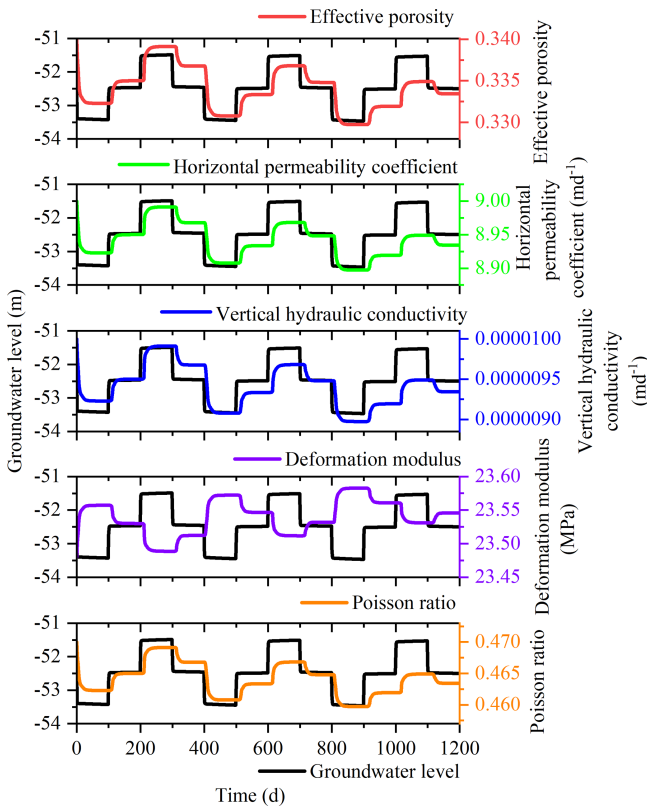 Effective porosity
-51
-52
-53
-54
0.340
0.335
0.330
Effective porosity
Horizontal permeability coefficient
-51
-52
-53
-54
9.00
8.95
8.90
Horizontal
permeability
coefficient (md-1)
Groundwater level (m)
Vertical hydraulic conductivity
-51
-52
-53
-54
0.0000100
0.0000095
0.0000090
Vertical hydraulic
conductivity
(md-1)
Deformation modulus
-51
-52
-53
-54
23.60
23.55
23.50
23.45
Deformation modulus
(MPa)
Poisson ratio
-51
-52
-53
-54
0.470
0.465
0.460
Poisson ratio
0 200 400 600 800 1000 1200
Time (d)
Groundwater level